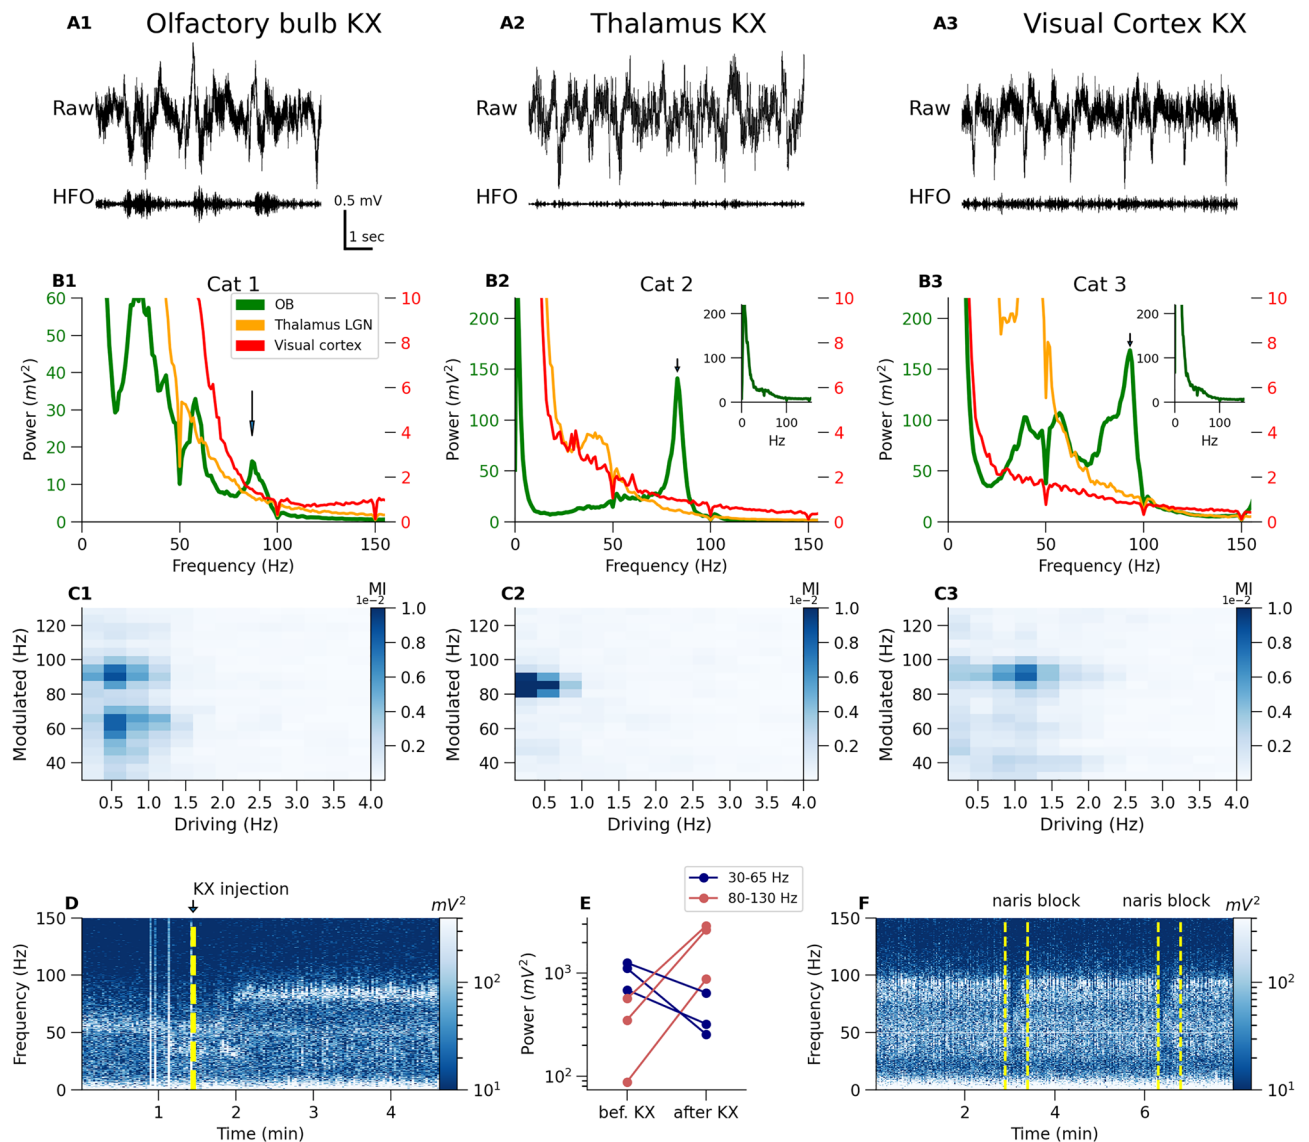 A1 Olfactory bulb KX A2 Thalamus KX A3 Visual Cortex KX
Raw Raw Raw
HFO HFO HFO
0.5 mV
1 sec
B1 Cat 1 B2 Cat 2 B3 Cat 3
OB
Thalamus LGN
Visual cortex
Power (mV²)
60
50
40
30
20
10
0
10
8
6
4
2
0
0 50 100 150
Frequency (Hz)
Power (mV²)
200
150
100
50
0
10
8
6
4
2
0
0 50 100 150
Frequency (Hz)
200
100
0
0 100
Hz
Power (mV²)
200
150
100
50
0
10
8
6
4
2
0
0 50 100 150
Frequency (Hz)
200
100
0
0 100
Hz
C1 MI
1e−2
Modulated (Hz)
120
100
80
60
40
1.0
0.8
0.6
0.4
0.2
0.5 1.0 1.5 2.0 2.5 3.0 3.5 4.0
Driving (Hz)
C2 MI
1e−2
Modulated (Hz)
120
100
80
60
40
1.0
0.8
0.6
0.4
0.2
0.5 1.0 1.5 2.0 2.5 3.0 3.5 4.0
Driving (Hz)
C3 MI
1e−2
Modulated (Hz)
120
100
80
60
40
1.0
0.8
0.6
0.4
0.2
0.5 1.0 1.5 2.0 2.5 3.0 3.5 4.0
Driving (Hz)
D KX injection mV²
Frequency (Hz)
150
100
50
0
10²
10¹
1 2 3 4
Time (min)
E
30-65 Hz
80-130 Hz
Power (mV²)
10³
10²
bef. KX after KX
F naris block naris block mV²
Frequency (Hz)
150
100
50
0
10²
10¹
2 4 6
Time (min)